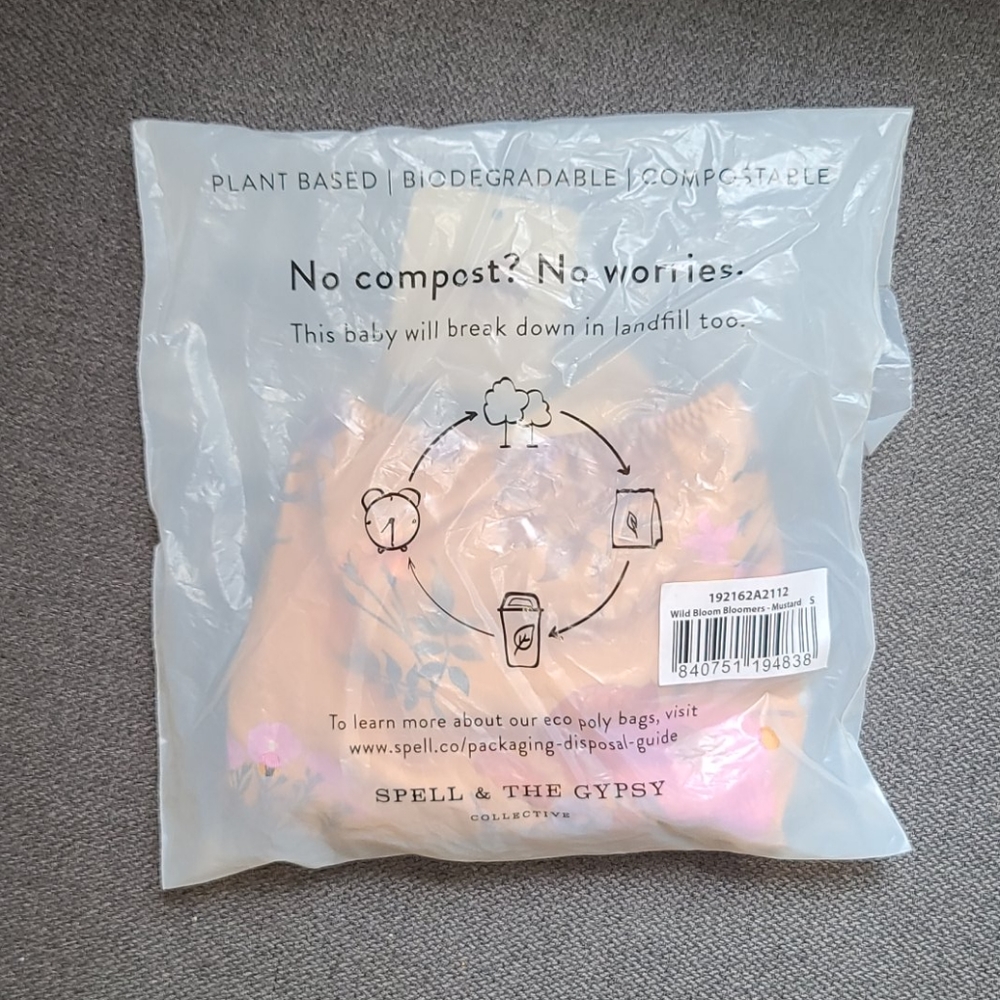 PLANT BASED | BIODEGRADABLE | COMPOSTABLE
No compost? No worries.
This baby will break down in landfill too.
192162A2112
Wild Bloom Bloomers - Mustard S
840751 194838
To learn more about our eco poly bags, visit
www.spell.co/packaging-disposal-guide
SPELL & THE GYPSY
COLLECTIVE